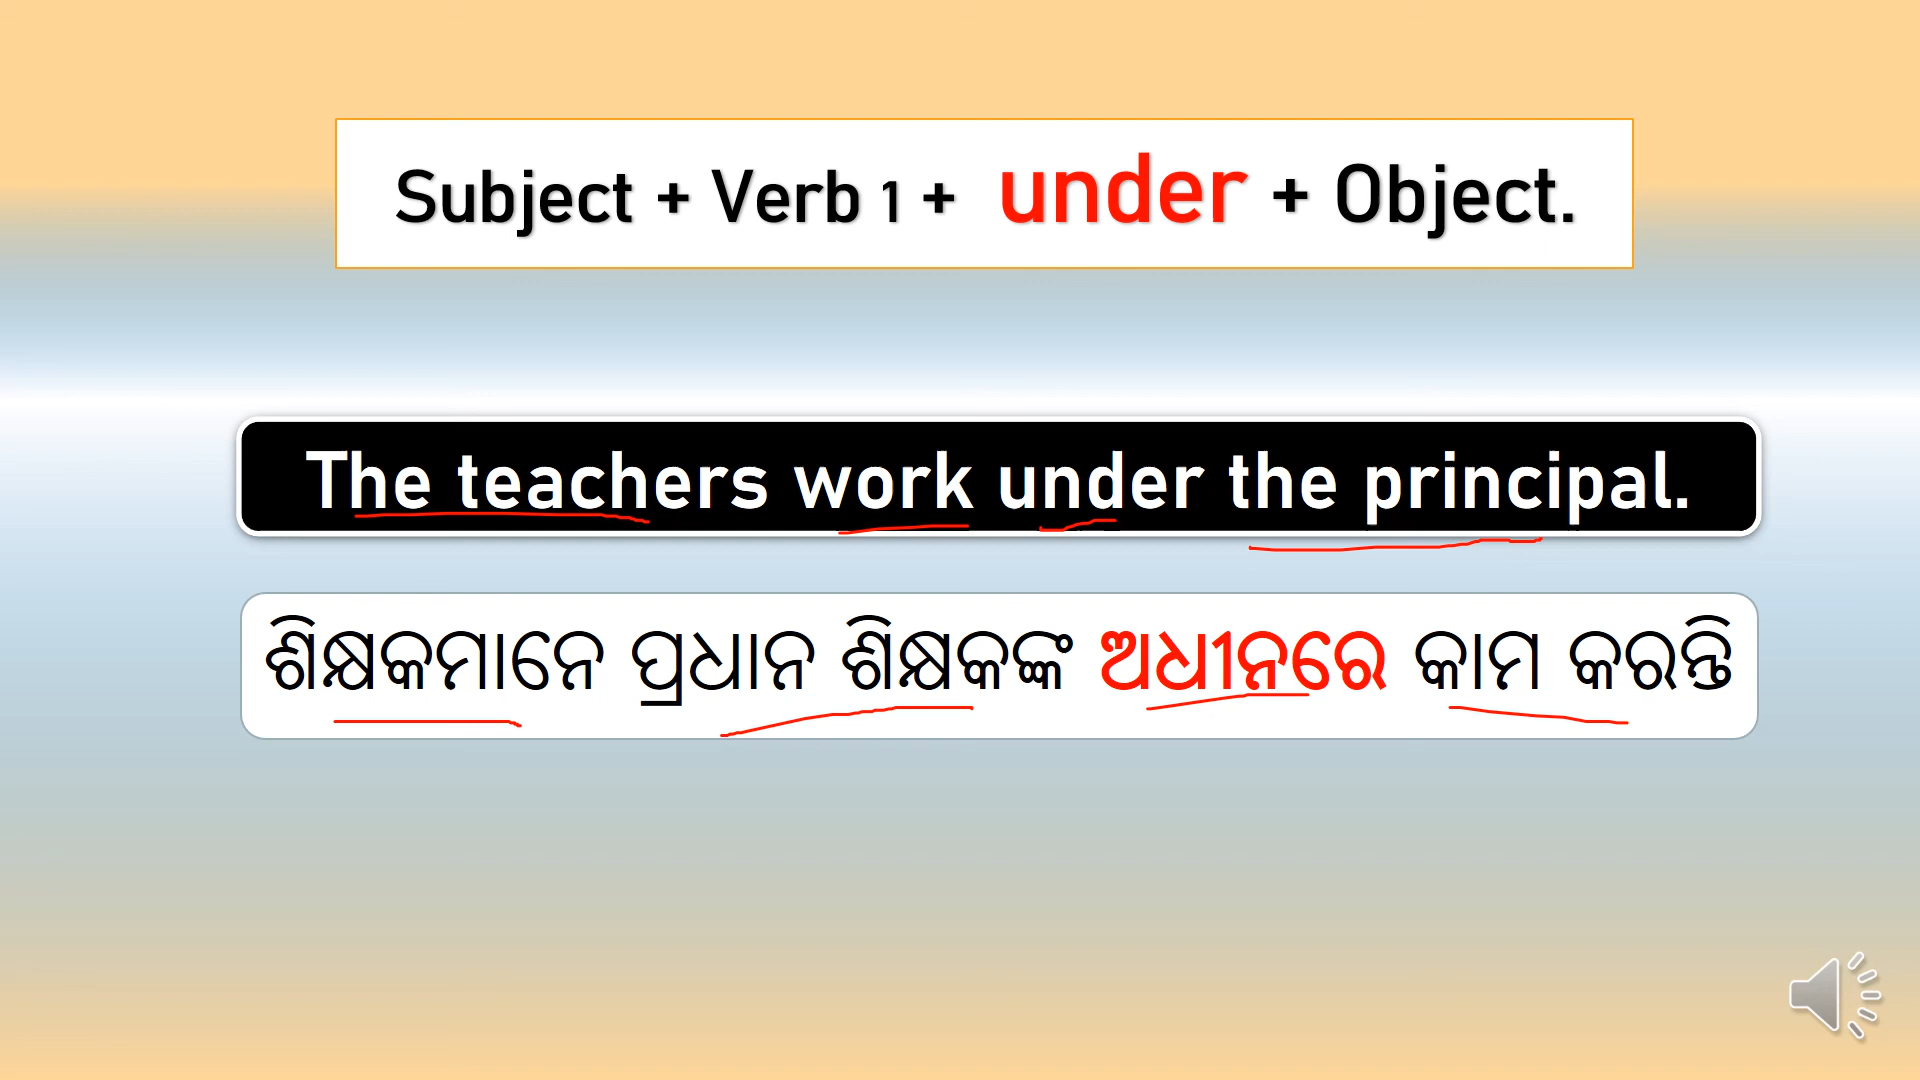 Subject + Verb 1 + under + Object.
The teachers work under the principal.
ଶିକ୍ଷକମାନେ ପ୍ରଧାନ ଶିକ୍ଷକଙ୍କ ଅଧୀନରେ କାମ କରନ୍ତି